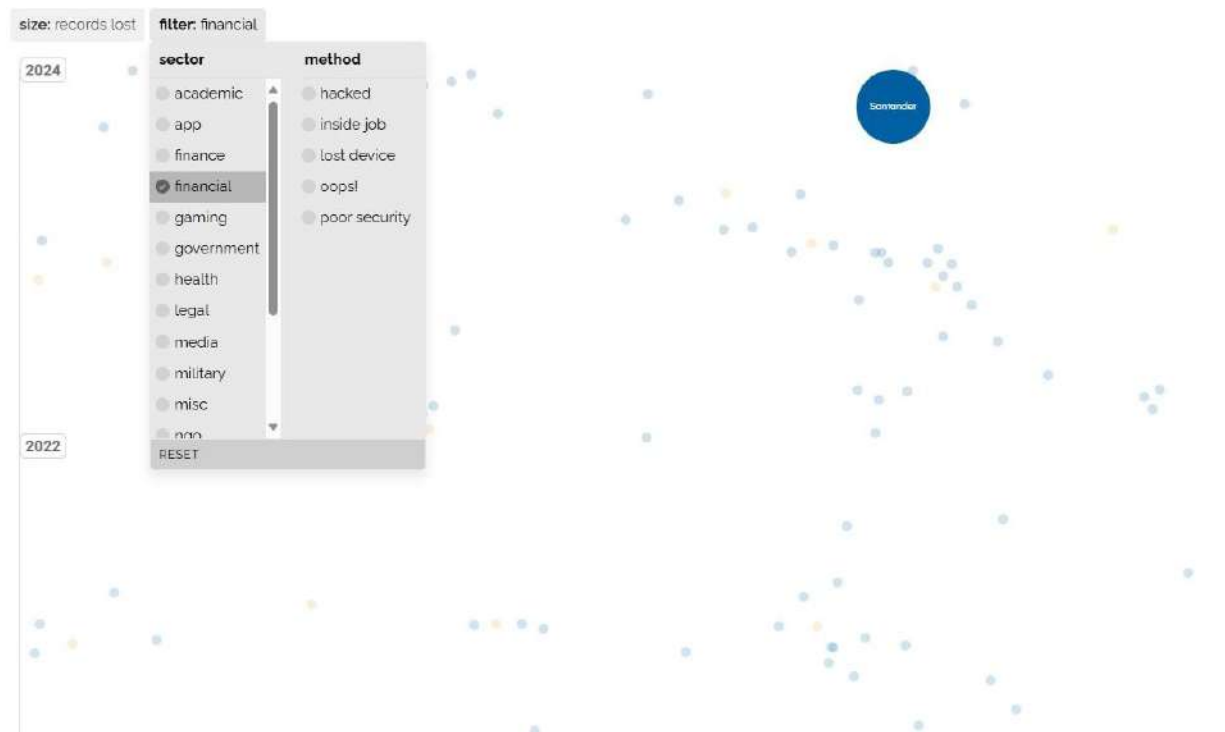 size: records lost
filter: financial
sector
method
2024
academic
hacked
Santander
app
inside job
finance
lost device
financial
oops!
gaming
poor security
government
health
legal
media
military
misc
ngo
2022
RESET